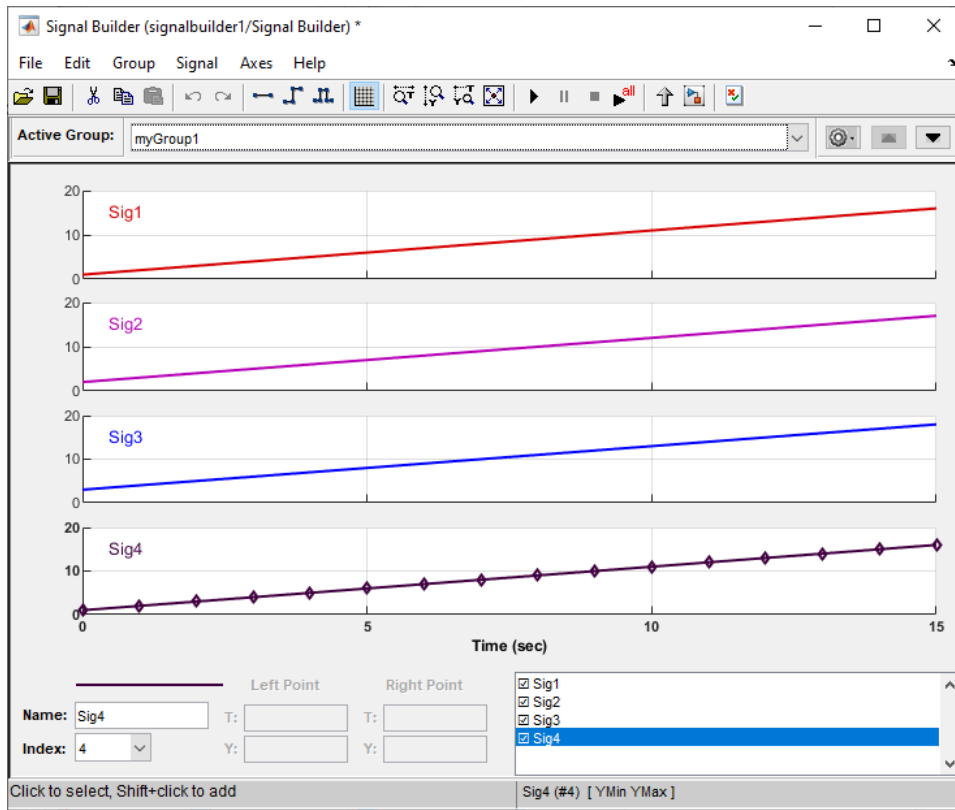 Signal Builder (signalbuilder1/Signal Builder) *
File Edit Group Signal Axes Help
all
Active Group: myGroup1
20
Sig1
10
0
20
Sig2
10
0
20
Sig3
10
0
20
Sig4
10
0
0 5 10 15
Time (sec)
Left Point Right Point
Name: Sig4 T: T:
Index: 4 Y: Y:
Sig1
Sig2
Sig3
Sig4
Click to select, Shift+click to add
Sig4 (#4) [ YMin YMax ]